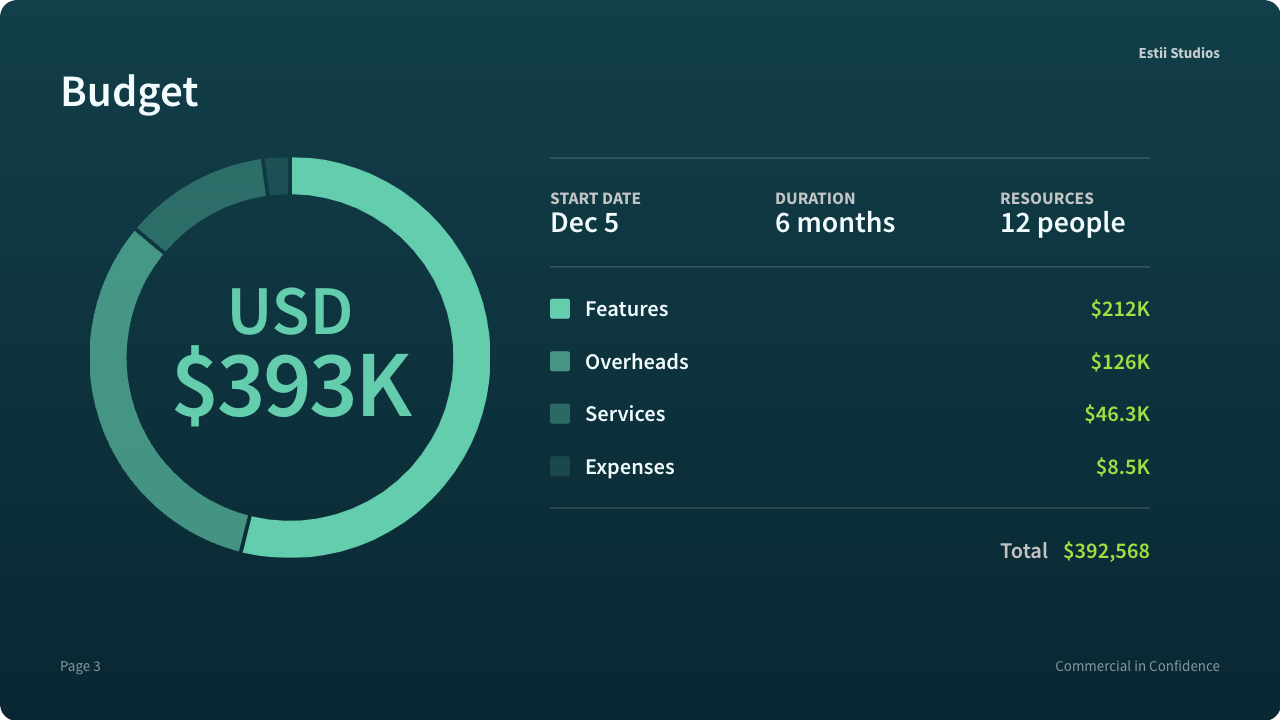 Estii Studios
Budget
USD
$393K
START DATE
Dec 5
DURATION
6 months
RESOURCES
12 people
Features $212K
Overheads $126K
Services $46.3K
Expenses $8.5K
Total $392,568
Page 3
Commercial in Confidence